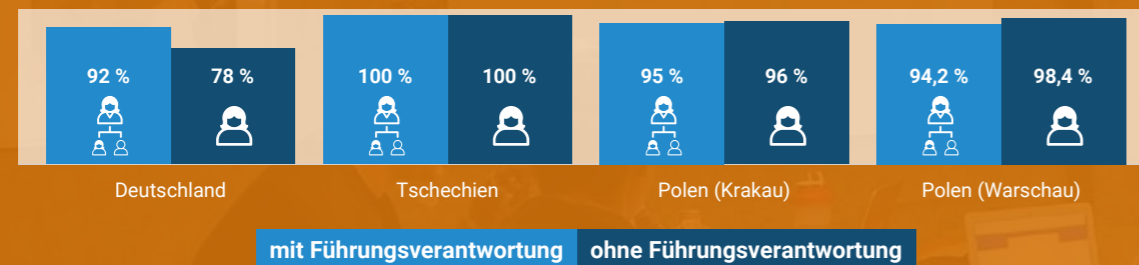 92 % 78 % 100 % 100 % 95 % 96 % 94,2 % 98,4 %
Deutschland Tschechien Polen (Krakau) Polen (Warschau)
mit Führungsverantwortung ohne Führungsverantwortung